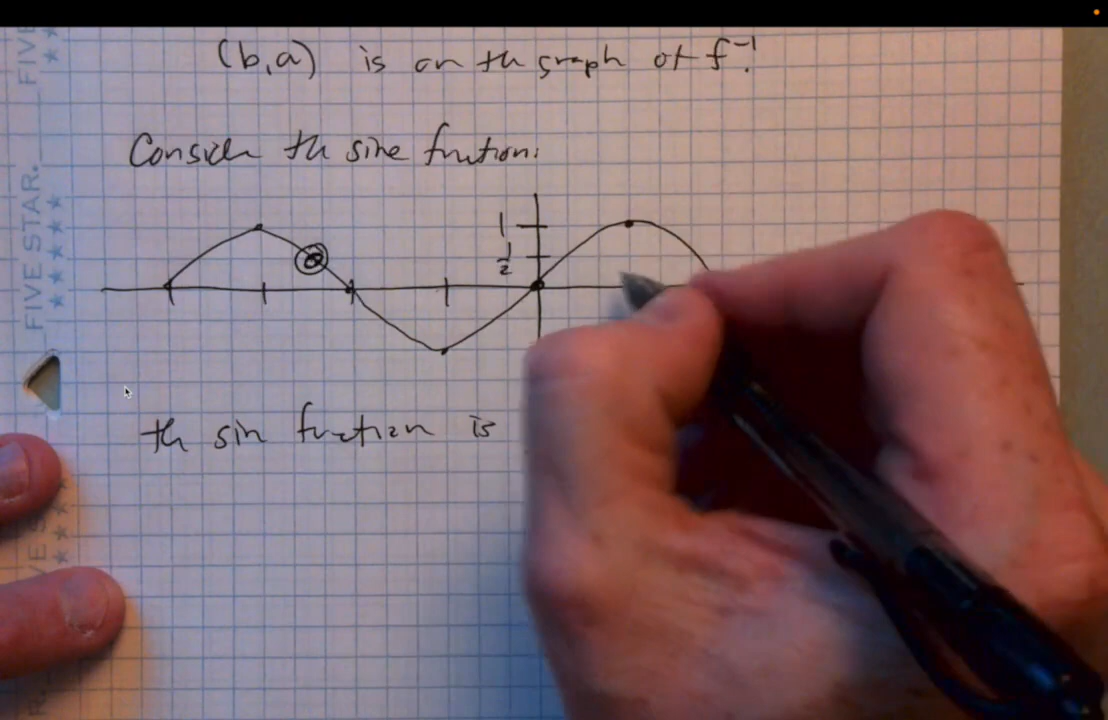 (b,a) is on th graph of f⁻¹.
Consider th sine function:
1
1/2
th sin function is
FIVE STAR.
FIVE